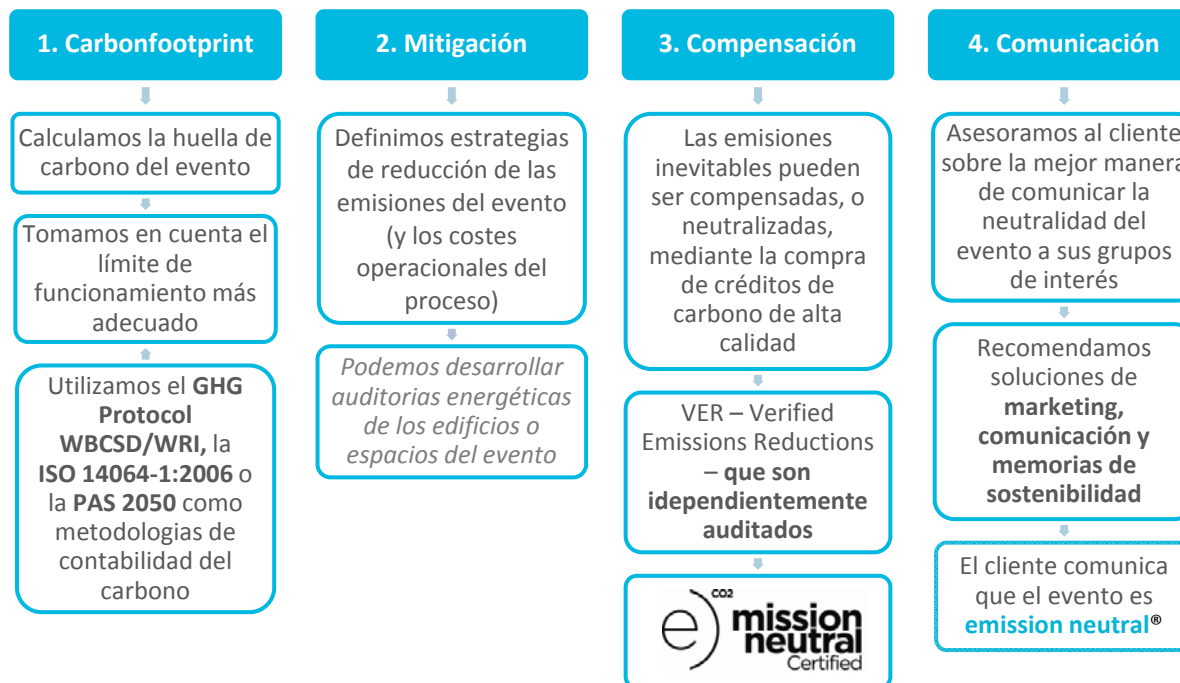 1. Carbonfootprint
Calculamos la huella de
carbono del evento
Tomamos en cuenta el
límite de
funcionamiento más
adecuado
Utilizamos el GHG
Protocol
WBCSD/WRI, la
ISO 14064-1:2006 o
la PAS 2050 como
metodologias de
contabilidad del
carbono
2. Mitigación
Definimos estrategias
de reducción de las
emisiones del evento
(y los costes
operacionales del
proceso)
Podemos desarrollar
auditorias energéticas
de los edificios o
espacios del evento
3. Compensación
Las emisiones
inevitables pueden
ser compensadas, o
neutralizadas,
mediante la compra
de créditos de
carbono de alta
calidad
VER – Verified
Emissions Reductions
– que son
idependientemente
auditados
e CO2 mission
neutral
Certified
4. Comunicación
Asesoramos al cliente
sobre la mejor manera
de comunicar la
neutralidad del
evento a sus grupos
de interés
Recomendamos
soluciones de
marketing,
comunicación y
memorias de
sostenibilidad
El cliente comunica
que el evento es
emission neutral®